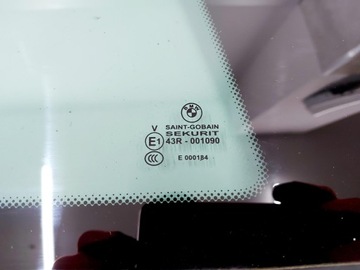 BMW
SAINT-GOBAIN
SEKURIT
V
E1 43R - 001090
CCC E 000184